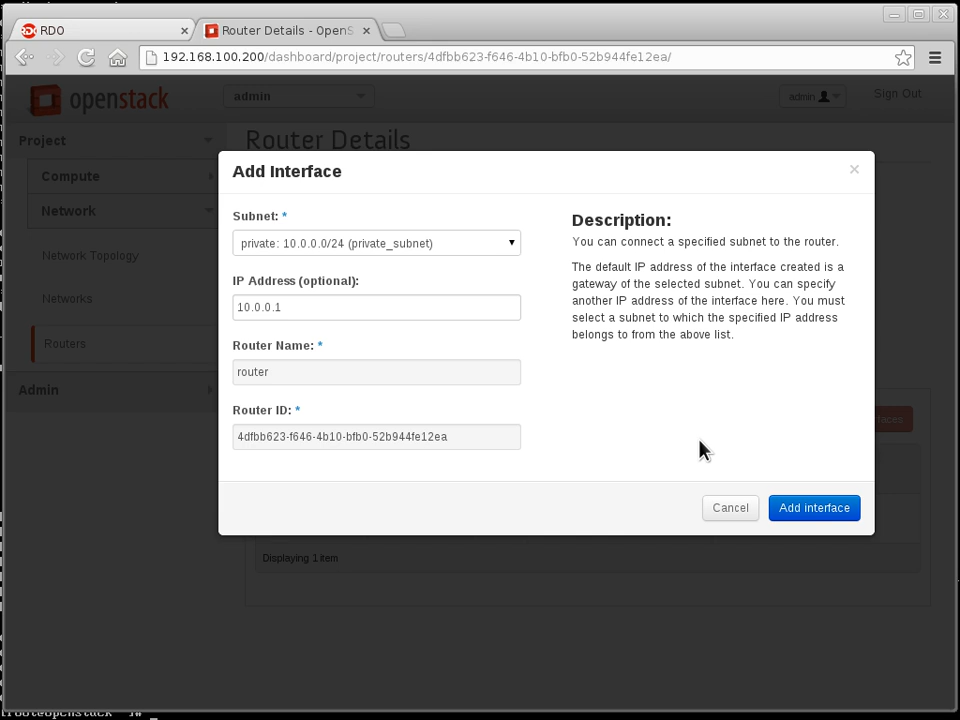 RDO
Router Details - OpenS
192.168.100.200/dashboard/project/routers/4dfbb623-f646-4b10-bfb0-52b944fe12ea/
openstack
admin
admin
Sign Out
Project
Compute
Network
Network Topology
Networks
Routers
Admin
Router Details
Add Interface
×
Subnet: *
private: 10.0.0.0/24 (private_subnet)
IP Address (optional):
10.0.0.1
Router Name: *
router
Router ID: *
4dfbb623-f646-4b10-bfb0-52b944fe12ea
Description:
You can connect a specified subnet to the router.
The default IP address of the interface created is a
gateway of the selected subnet. You can specify
another IP address of the interface here. You must
select a subnet to which the specified IP address
belongs to from the above list.
Cancel
Add interface
Displaying 1 item